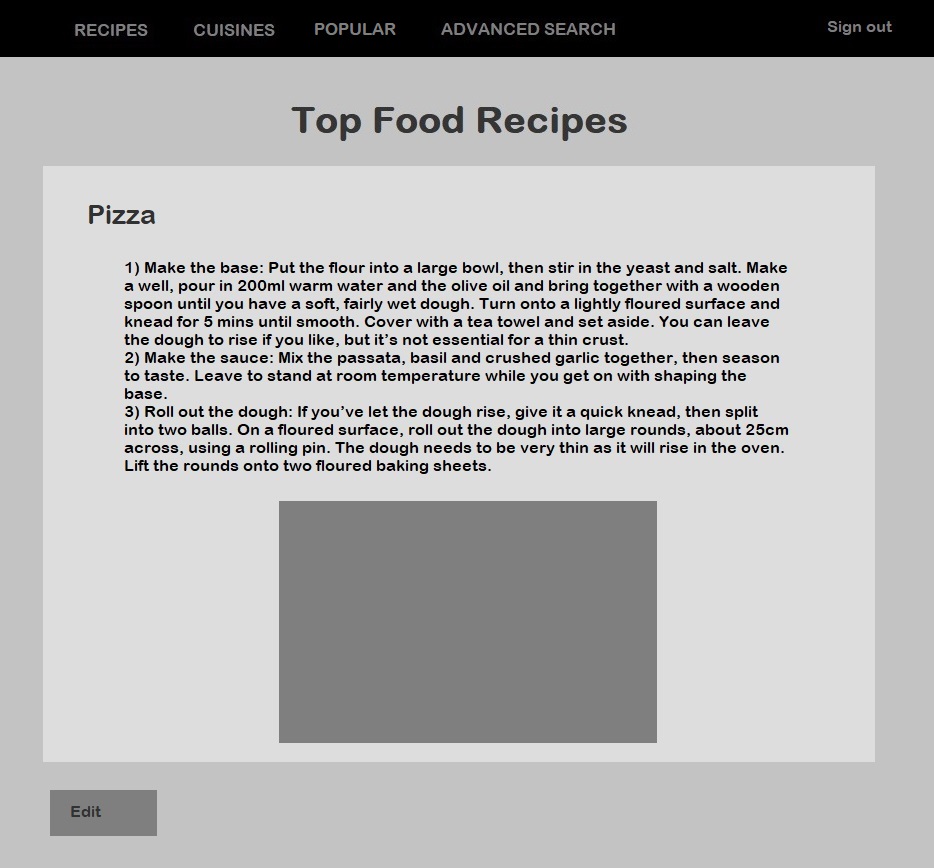 RECIPES CUISINES POPULAR ADVANCED SEARCH Sign out
Top Food Recipes
Pizza
1) Make the base: Put the flour into a large bowl, then stir in the yeast and salt. Make
a well, pour in 200ml warm water and the olive oil and bring together with a wooden
spoon until you have a soft, fairly wet dough. Turn onto a lightly floured surface and
knead for 5 mins until smooth. Cover with a tea towel and set aside. You can leave
the dough to rise if you like, but it’s not essential for a thin crust.
2) Make the sauce: Mix the passata, basil and crushed garlic together, then season
to taste. Leave to stand at room temperature while you get on with shaping the
base.
3) Roll out the dough: If you’ve let the dough rise, give it a quick knead, then split
into two balls. On a floured surface, roll out the dough into large rounds, about 25cm
across, using a rolling pin. The dough needs to be very thin as it will rise in the oven.
Lift the rounds onto two floured baking sheets.
Edit